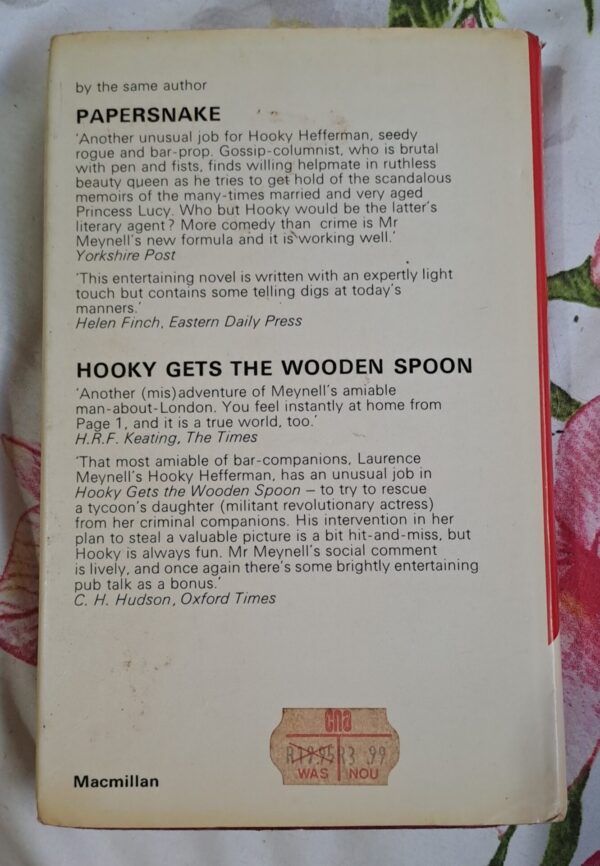 by the same author
PAPERSNAKE
'Another unusual job for Hooky Hefferman, seedy
rogue and bar-prop. Gossip-columnist, who is brutal
with pen and fists, finds willing helpmate in ruthless
beauty queen as he tries to get hold of the scandalous
memoirs of the many-times married and very aged
Princess Lucy. Who but Hooky would be the latter's
literary agent? More comedy than crime is Mr
Meynell's new formula and it is working well.'
Yorkshire Post
'This entertaining novel is written with an expertly light
touch but contains some telling digs at today's
manners.'
Helen Finch, Eastern Daily Press
HOOKY GETS THE WOODEN SPOON
'Another (mis)adventure of Meynell's amiable
man-about-London. You feel instantly at home from
Page 1, and it is a true world, too.'
H.R.F. Keating, The Times
'That most amiable of bar-companions, Laurence
Meynell's Hooky Hefferman, has an unusual job in
Hooky Gets the Wooden Spoon – to try to rescue
a tycoon's daughter (militant revolutionary actress)
from her criminal companions. His intervention in her
plan to steal a valuable picture is a bit hit-and-miss, but
Hooky is always fun. Mr Meynell's social comment
is lively, and once again there's some brightly entertaining
pub talk as a bonus.'
C. H. Hudson, Oxford Times
cna
R19.95 R3.99
WAS NOU
Macmillan